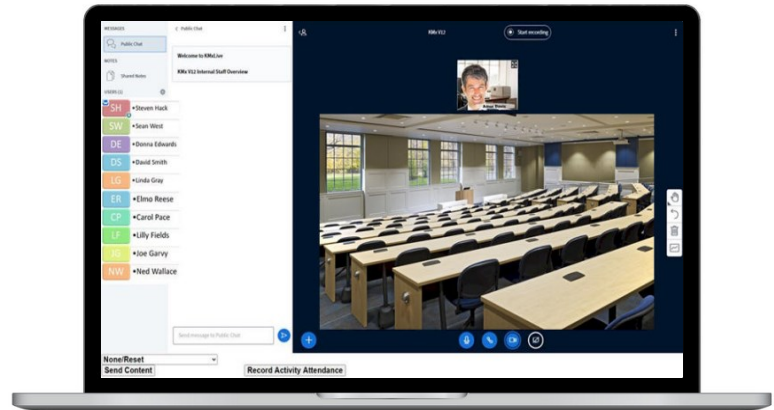 MESSAGES
Public Chat
NOTES
Shared Notes
USERS (1)
SH •Steven Hack
SW •Sean West
DE •Donna Edwards
DS •David Smith
LG •Linda Gray
ER •Elmo Reese
CP •Carol Pace
LF •Lilly Fields
JG •Joe Garvy
NW •Ned Wallace
Public Chat
Welcome to KMxLive
KMx V12 Internal Staff Overview
Send message to Public Chat
KMx V12
Start recording
None/Reset
Send Content
Record Activity Attendance